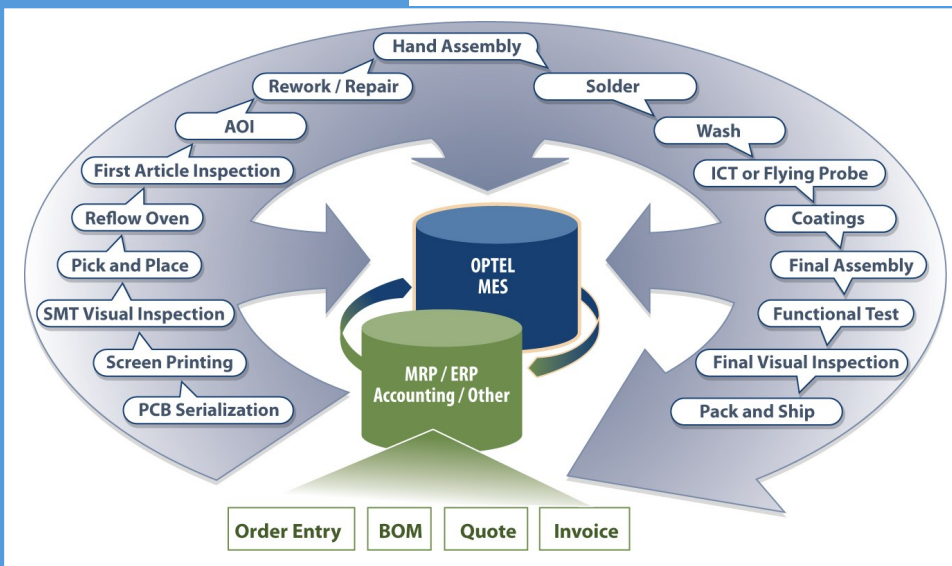 Hand Assembly
Rework / Repair
Solder
AOI
Wash
First Article Inspection
ICT or Flying Probe
Reflow Oven
Coatings
Pick and Place
Final Assembly
SMT Visual Inspection
Functional Test
Screen Printing
Final Visual Inspection
PCB Serialization
Pack and Ship
OPTEL
MES
MRP / ERP
Accounting / Other
Order Entry
BOM
Quote
Invoice